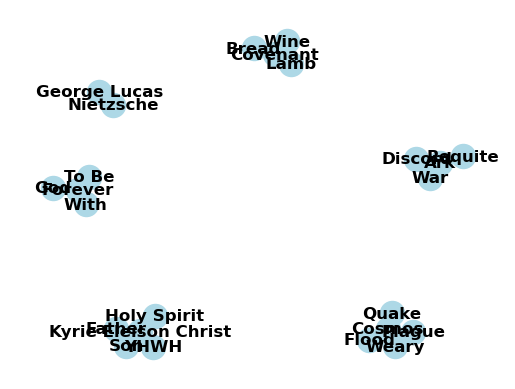 Wine
Bread
Covenant
Lamb
George Lucas
Nietzsche
Discord
Roquite
Ark
War
To Be
God
Forever
With
Holy Spirit
Father
Kyrie Eleison Christ
Son
YHWH
Quake
Cosmos
Plague
Flood
Weary